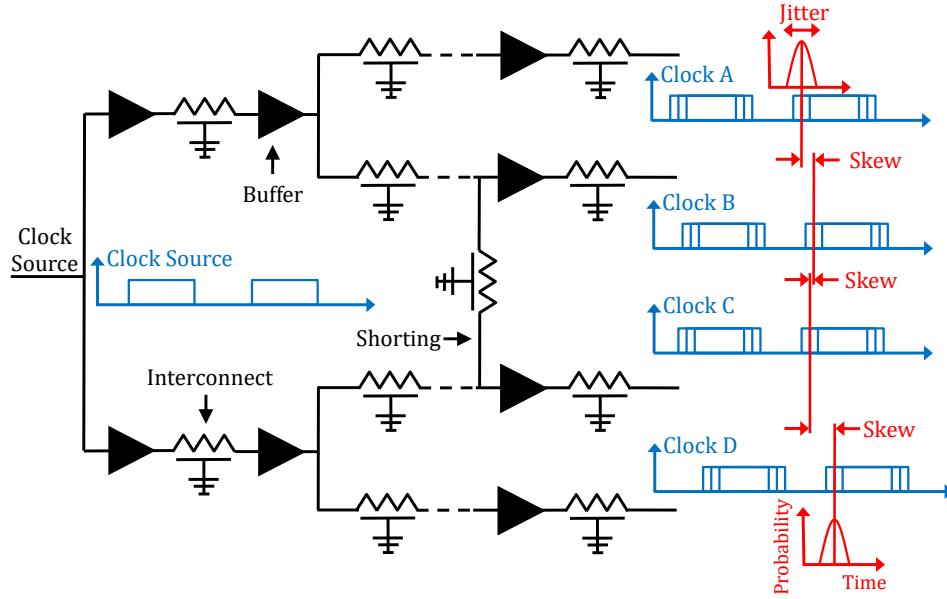 Jitter
Clock A
Skew
Buffer
Clock B
Clock
Source
Clock Source
Skew
Clock C
Shorting
Interconnect
Skew
Clock D
Probability
Time